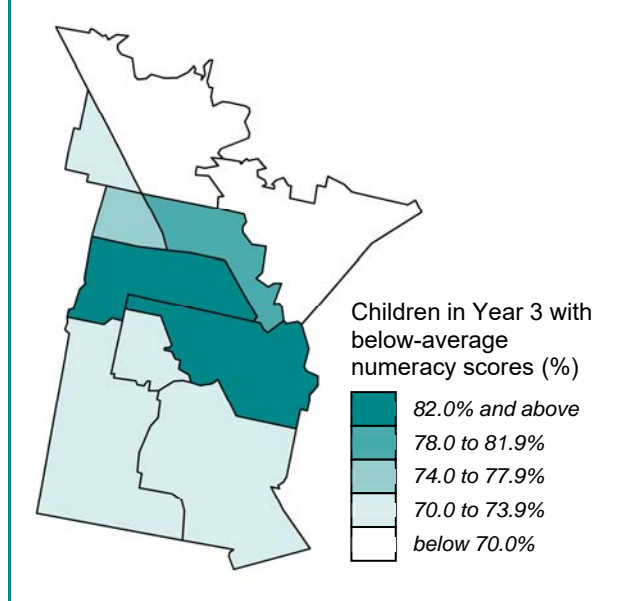 Children in Year 3 with
below-average
numeracy scores (%)
82.0% and above
78.0 to 81.9%
74.0 to 77.9%
70.0 to 73.9%
below 70.0%